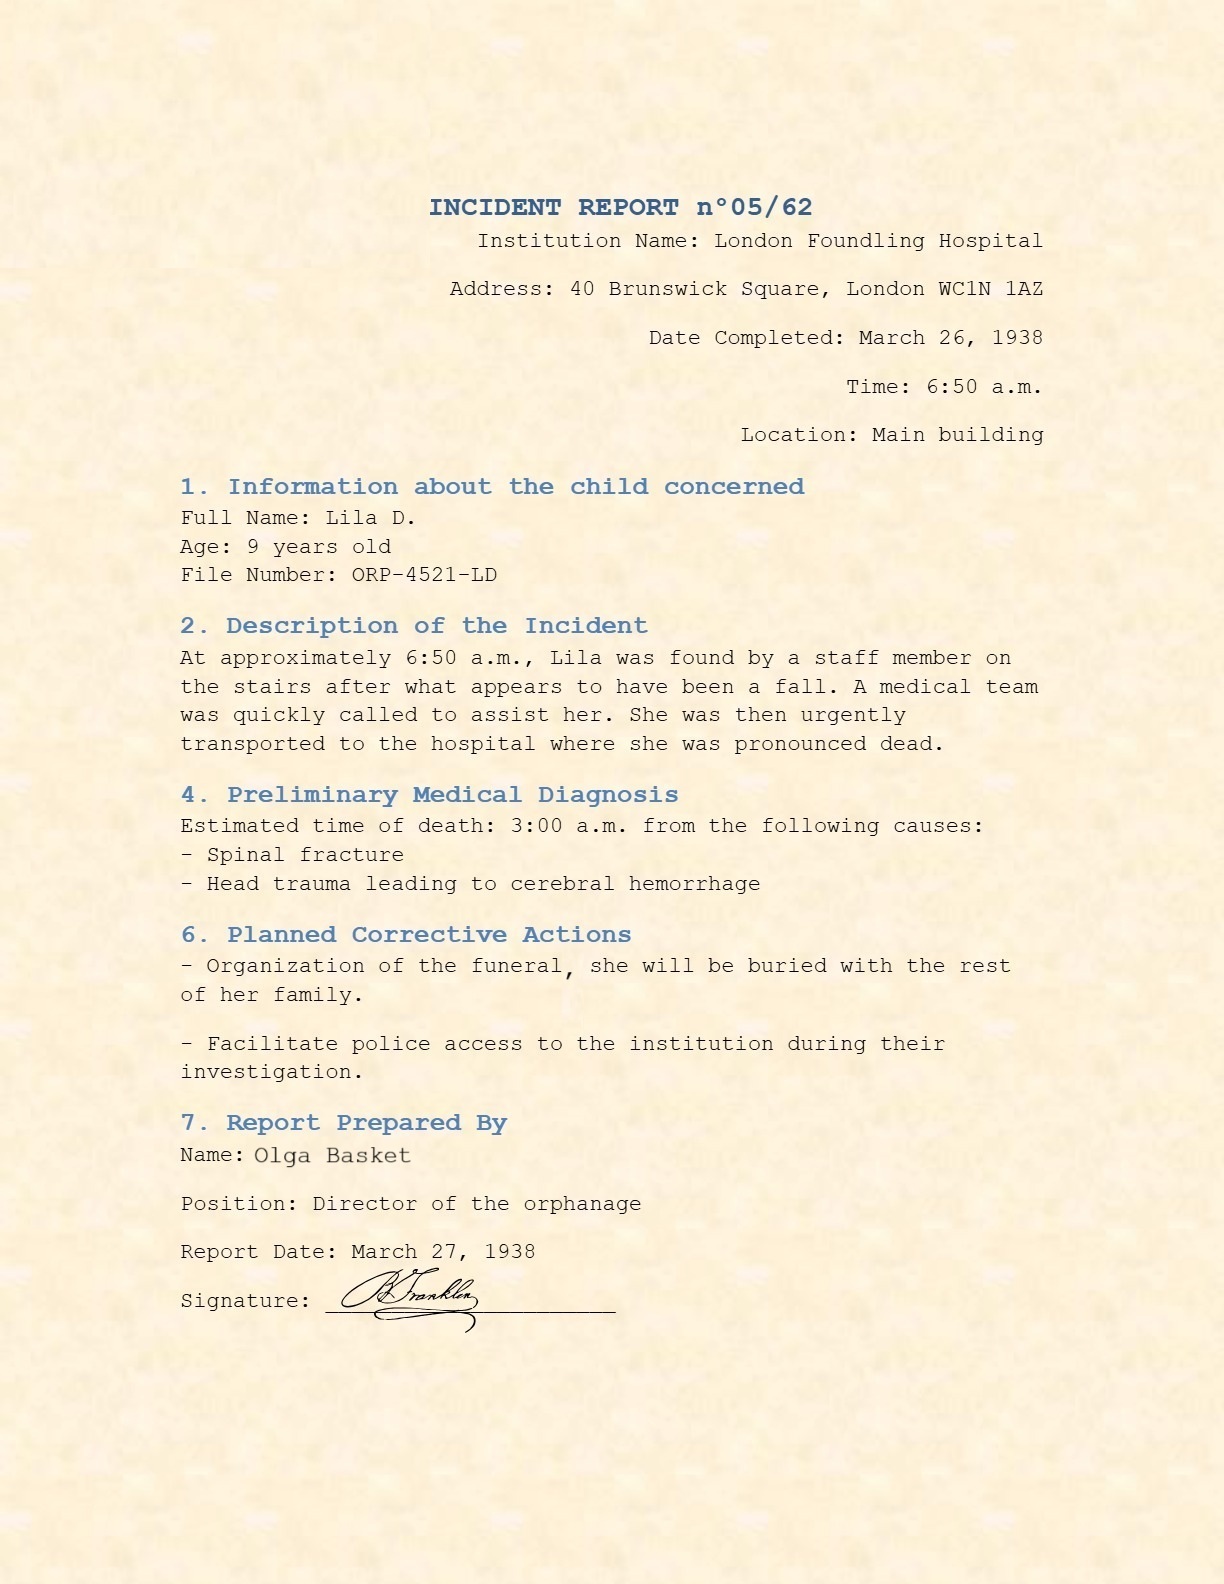 INCIDENT REPORT n°05/62
Institution Name: London Foundling Hospital
Address: 40 Brunswick Square, London WC1N 1AZ
Date Completed: March 26, 1938
Time: 6:50 a.m.
Location: Main building
1. Information about the child concerned
Full Name: Lila D.
Age: 9 years old
File Number: ORP-4521-LD
2. Description of the Incident
At approximately 6:50 a.m., Lila was found by a staff member on
the stairs after what appears to have been a fall. A medical team
was quickly called to assist her. She was then urgently
transported to the hospital where she was pronounced dead.
4. Preliminary Medical Diagnosis
Estimated time of death: 3:00 a.m. from the following causes:
- Spinal fracture
- Head trauma leading to cerebral hemorrhage
6. Planned Corrective Actions
- Organization of the funeral, she will be buried with the rest
of her family.
- Facilitate police access to the institution during their
investigation.
7. Report Prepared By
Name: Olga Basket
Position: Director of the orphanage
Report Date: March 27, 1938
Signature: B Franklin